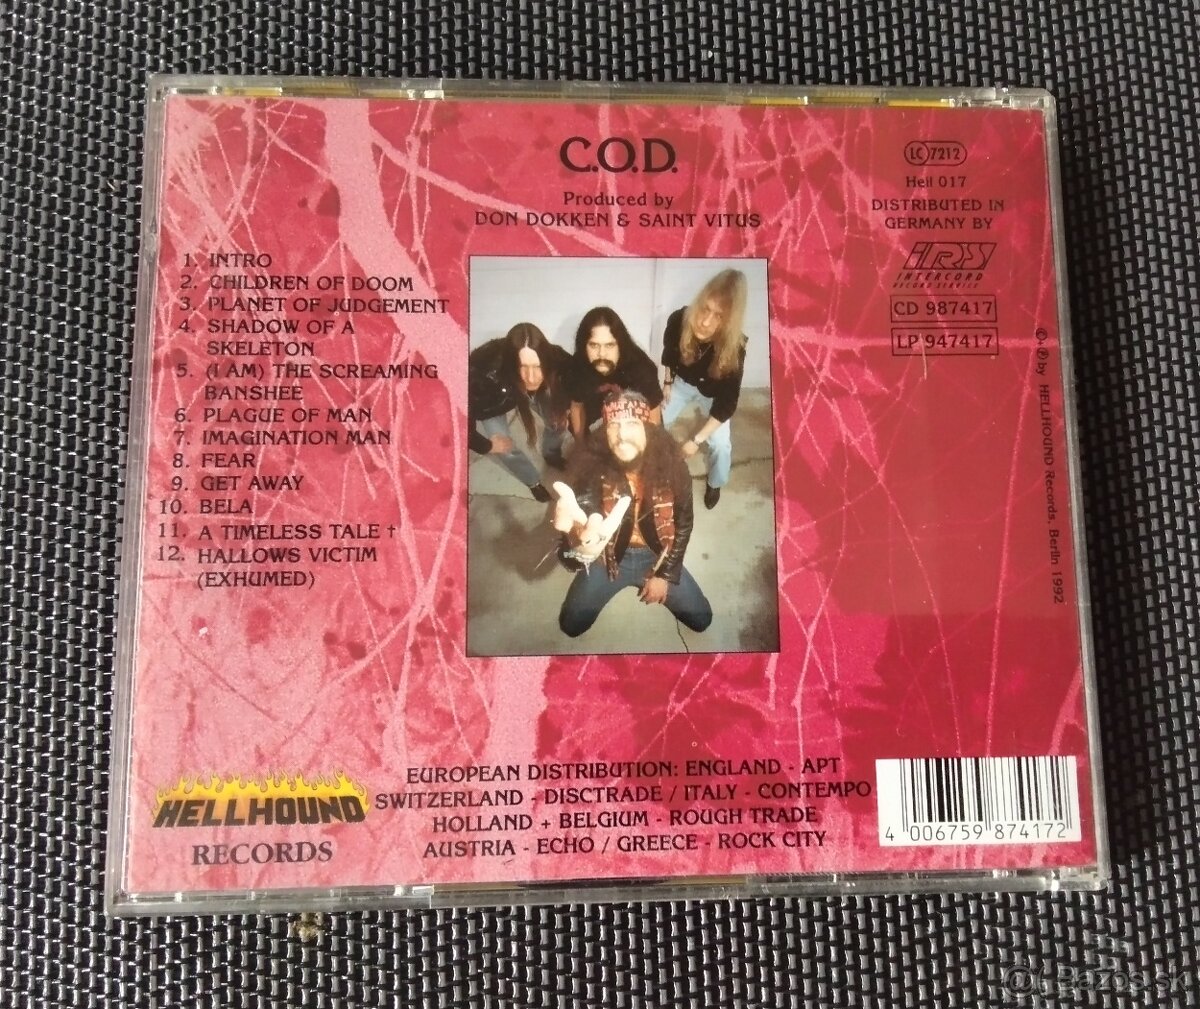 C.O.D.
Produced by
DON DOKKEN & SAINT VITUS
LC 7212
Hell 017
DISTRIBUTED IN
GERMANY BY
IRS
INTERCORD
RECORD SERVICE
CD 987417
LP 947417
1. INTRO
2. CHILDREN OF DOOM
3. PLANET OF JUDGEMENT
4. SHADOW OF A
SKELETON
5. (I AM) THE SCREAMING
BANSHEE
6. PLAGUE OF MAN
7. IMAGINATION MAN
8. FEAR
9. GET AWAY
10. BELA
11. A TIMELESS TALE †
12. HALLOWS VICTIM
(EXHUMED)
©+℗ by HELLHOUND Records, Berlin 1992
HELLHOUND
RECORDS
EUROPEAN DISTRIBUTION: ENGLAND - APT
SWITZERLAND - DISCTRADE / ITALY - CONTEMPO
HOLLAND + BELGIUM - ROUGH TRADE
AUSTRIA - ECHO / GREECE - ROCK CITY
4 006759 874172
Bazos.sk